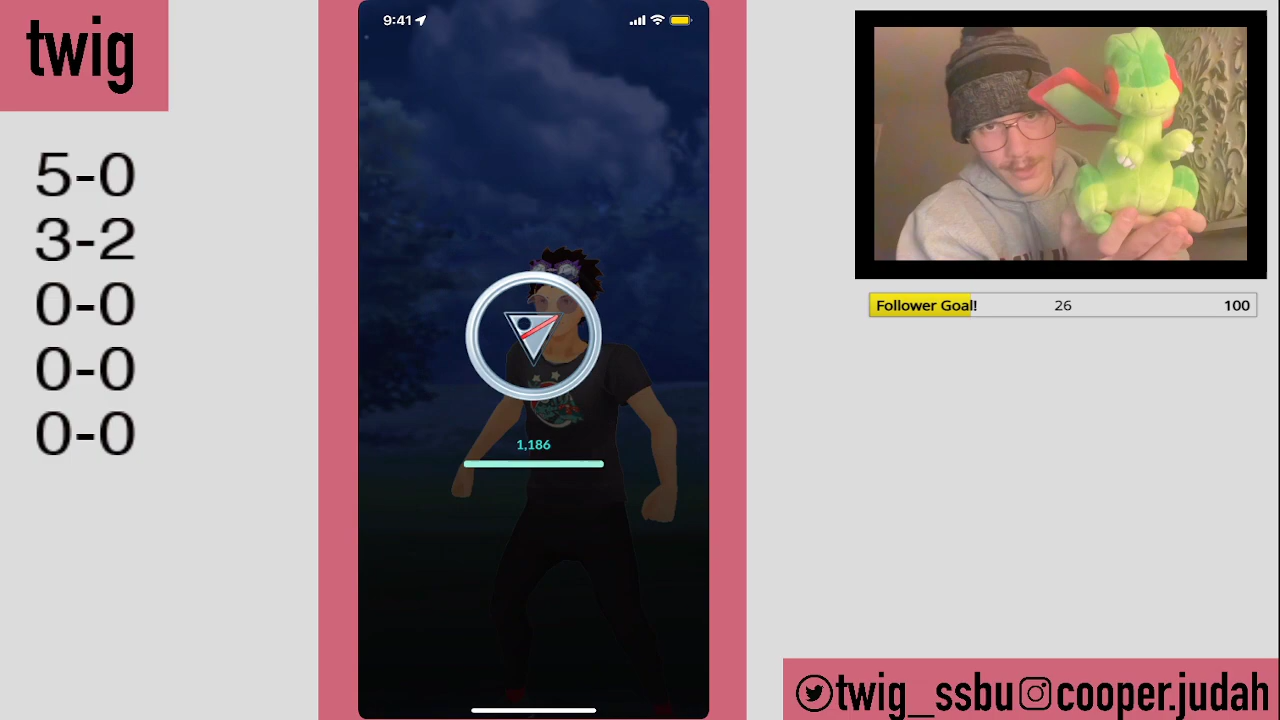 twig
5-0
3-2
0-0
0-0
0-0
9:41
1,186
Follower Goal! 26 100
twig_ssbu cooper.judah